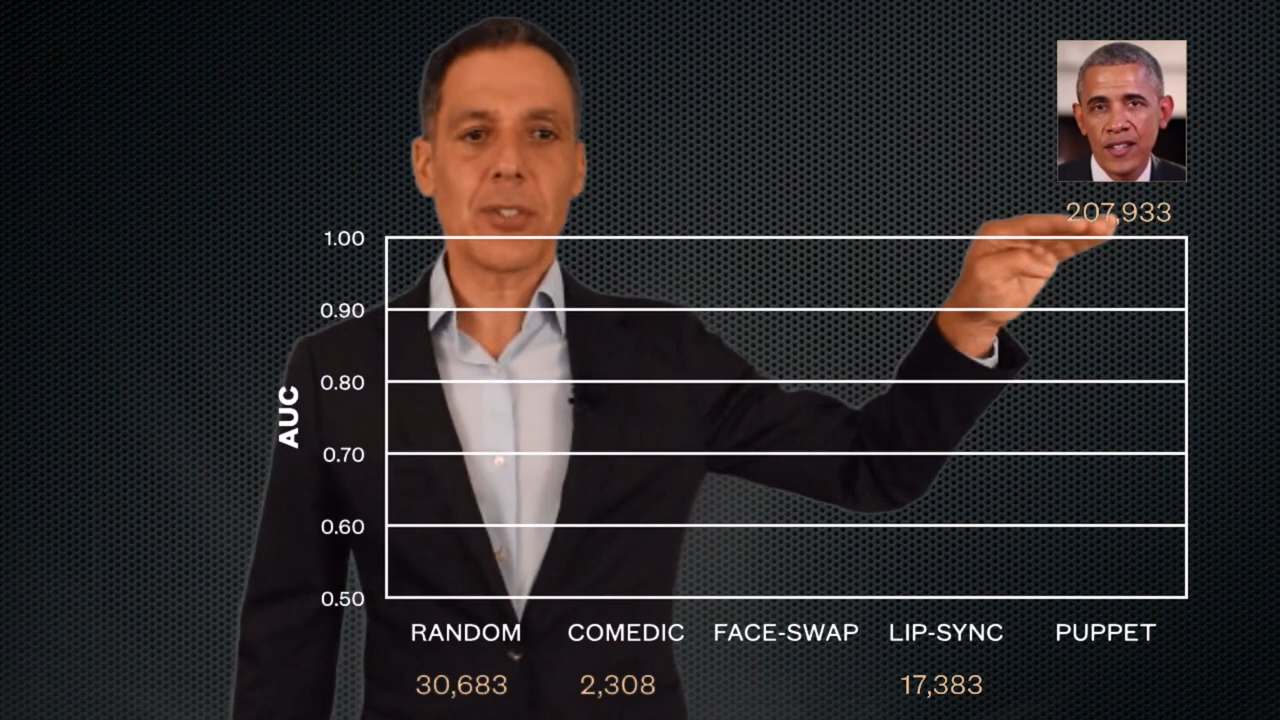 207,933
1.00
0.90
0.80
0.70
0.60
0.50
AUC
RANDOM COMEDIC FACE-SWAP LIP-SYNC PUPPET
30,683 2,308 17,383